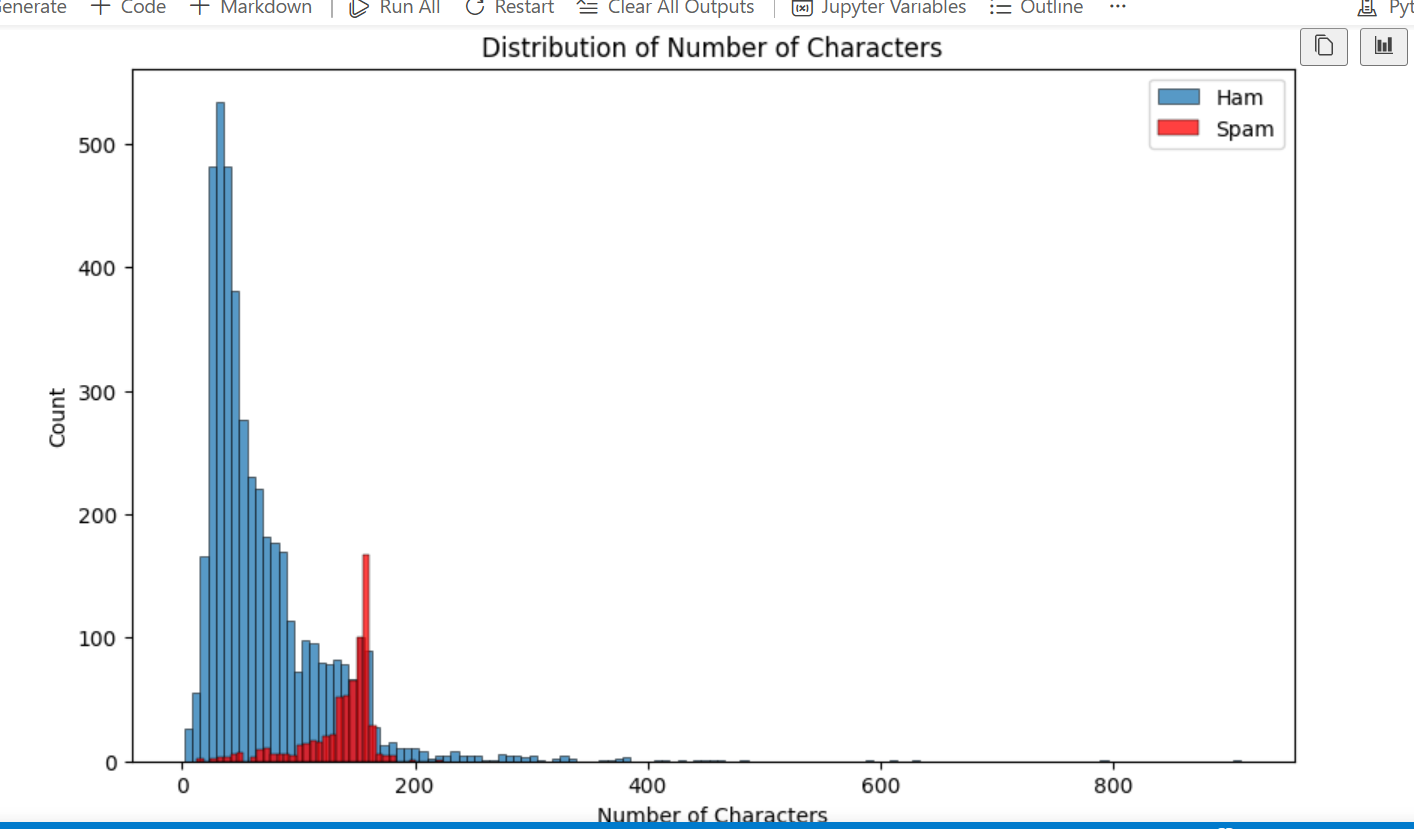 + Code + Markdown Run All Restart Clear All Outputs Jupyter Variables Outline ...
Distribution of Number of Characters
Ham
Spam
500
400
300
200
100
0
Count
0 200 400 600 800
Number of Characters